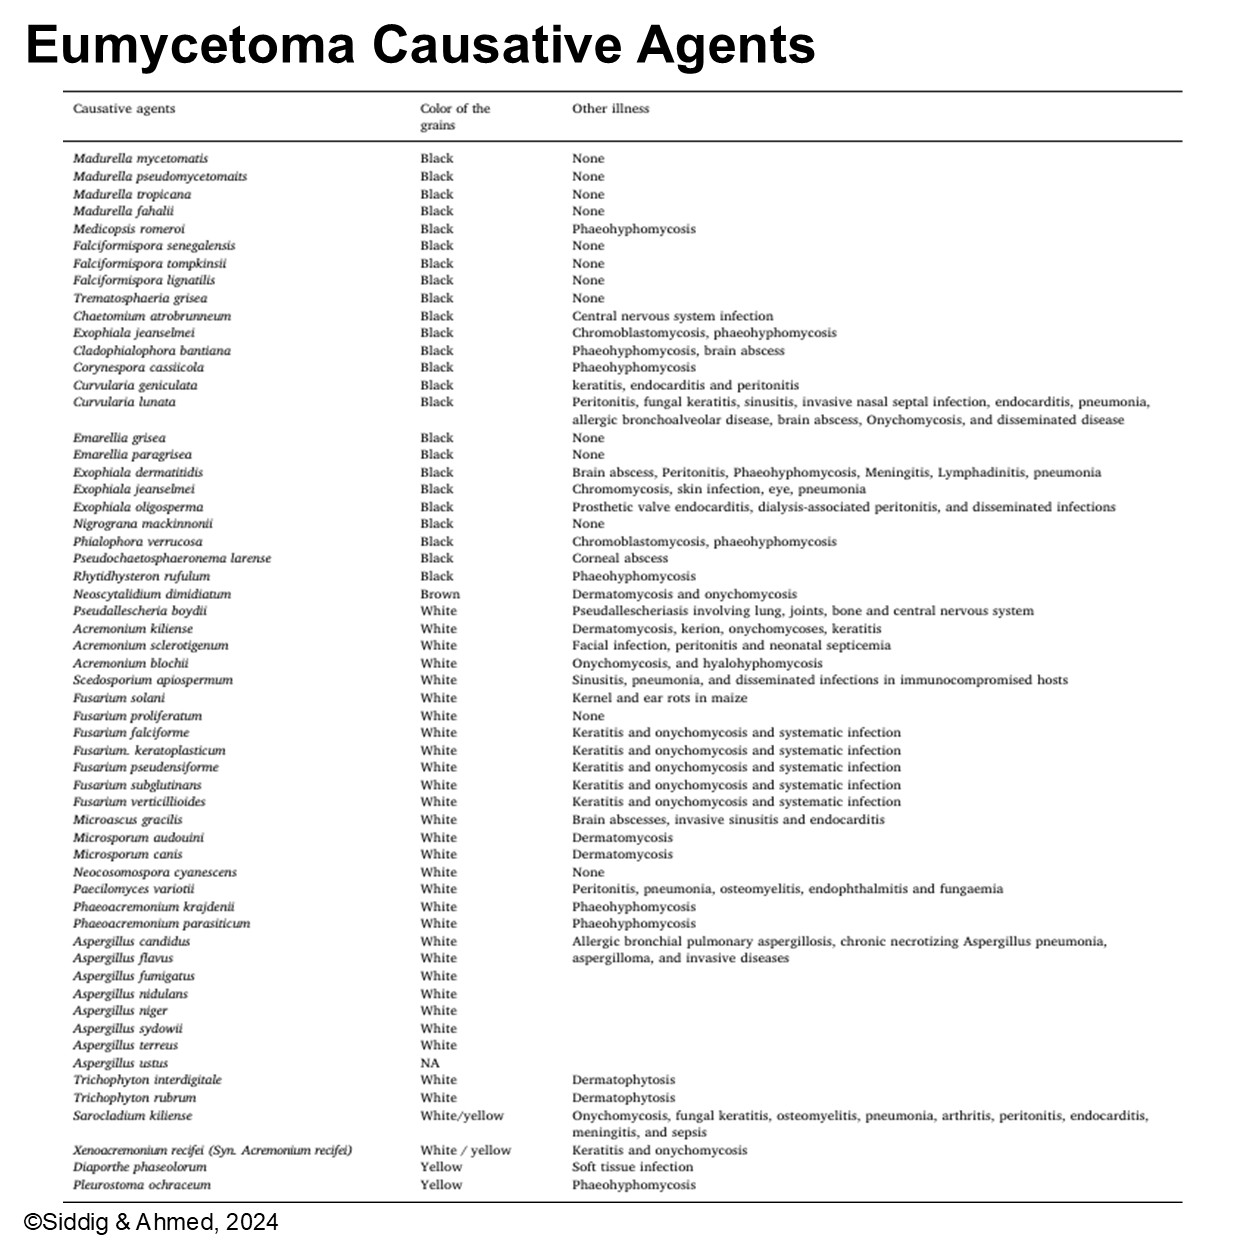 Eumycetoma Causative Agents
Causative agents Color of the grains Other illness
Madurella mycetomatis Black None
Madurella pseudomycetomaits Black None
Madurella tropicana Black None
Madurella fahalii Black None
Medicopsis romeroi Black Phaeohyphomycosis
Falciformispora senegalensis Black None
Falciformispora tompkinsii Black None
Falciformispora lignatilis Black None
Trematosphaeria grisea Black None
Chaetomium atrobrunneum Black Central nervous system infection
Exophiala jeanselmei Black Chromoblastomycosis, phaeohyphomycosis
Cladophialophora bantiana Black Phaeohyphomycosis, brain abscess
Corynespora cassiicola Black Phaeohyphomycosis
Curvularia geniculata Black keratitis, endocarditis and peritonitis
Curvularia lunata Black Peritonitis, fungal keratitis, sinusitis, invasive nasal septal infection, endocarditis, pneumonia,
allergic bronchoalveolar disease, brain abscess, Onychomycosis, and disseminated disease
Emarellia grisea Black None
Emarellia paragrisea Black None
Exophiala dermatitidis Black Brain abscess, Peritonitis, Phaeohyphomycosis, Meningitis, Lymphadinitis, pneumonia
Exophiala jeanselmei Black Chromomycosis, skin infection, eye, pneumonia
Exophiala oligosperma Black Prosthetic valve endocarditis, dialysis-associated peritonitis, and disseminated infections
Nigrograna mackinnonii Black None
Phialophora verrucosa Black Chromoblastomycosis, phaeohyphomycosis
Pseudochaetosphaeronema larense Black Corneal abscess
Rhytidhysteron rufulum Black Phaeohyphomycosis
Neoscytalidium dimidiatum Brown Dermatomycosis and onychomycosis
Pseudallescheria boydii White Pseudallescheriasis involving lung, joints, bone and central nervous system
Acremonium kiliense White Dermatomycosis, kerion, onychomycoses, keratitis
Acremonium sclerotigenum White Facial infection, peritonitis and neonatal septicemia
Acremonium blochii White Onychomycosis, and hyalohyphomycosis
Scedosporium apiospermum White Sinusitis, pneumonia, and disseminated infections in immunocompromised hosts
Fusarium solani White Kernel and ear rots in maize
Fusarium proliferatum White None
Fusarium falciforme White Keratitis and onychomycosis and systematic infection
Fusarium. keratoplasticum White Keratitis and onychomycosis and systematic infection
Fusarium pseudensiforme White Keratitis and onychomycosis and systematic infection
Fusarium subglutinans White Keratitis and onychomycosis and systematic infection
Fusarium verticillioides White Keratitis and onychomycosis and systematic infection
Microascus gracilis White Brain abscesses, invasive sinusitis and endocarditis
Microsporum audouini White Dermatomycosis
Microsporum canis White Dermatomycosis
Neocosomospora cyanescens White None
Paecilomyces variotii White Peritonitis, pneumonia, osteomyelitis, endophthalmitis and fungaemia
Phaeoacremonium krajdenii White Phaeohyphomycosis
Phaeoacremonium parasiticum White Phaeohyphomycosis
Aspergillus candidus White Allergic bronchial pulmonary aspergillosis, chronic necrotizing Aspergillus pneumonia,
Aspergillus flavus White aspergilloma, and invasive diseases
Aspergillus fumigatus White
Aspergillus nidulans White
Aspergillus niger White
Aspergillus sydowii White
Aspergillus terreus White
Aspergillus ustus NA
Trichophyton interdigitale White Dermatophytosis
Trichophyton rubrum White Dermatophytosis
Sarocladium kiliense White/yellow Onychomycosis, fungal keratitis, osteomyelitis, pneumonia, arthritis, peritonitis, endocarditis,
meningitis, and sepsis
Xenoacremonium recifei (Syn. Acremonium recifei) White / yellow Keratitis and onychomycosis
Diaporthe phaseolorum Yellow Soft tissue infection
Pleurostoma ochraceum Yellow Phaeohyphomycosis
©Siddig & Ahmed, 2024